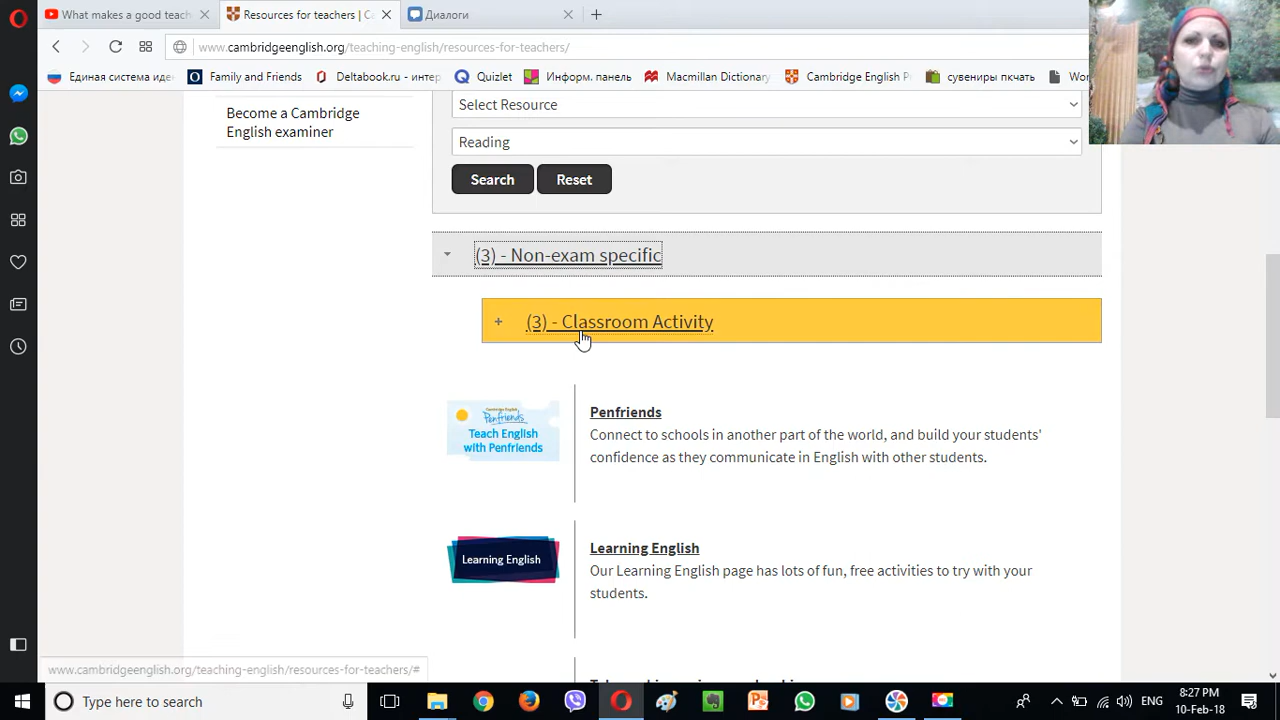 What makes a good teach
Resources for teachers | C
Диалоги
www.cambridgeenglish.org/teaching-english/resources-for-teachers/
Единая система иде
Family and Friends
Deltabook.ru - интер
Quizlet
Информ. панель
Macmillan Dictionary
Cambridge English P
сувениры пкчать
Wor
Become a Cambridge
English examiner
Select Resource
Reading
Search
Reset
(3) - Non-exam specific
(3) - Classroom Activity
Cambridge English
Penfriends
Teach English
with Penfriends
Penfriends
Connect to schools in another part of the world, and build your students'
confidence as they communicate in English with other students.
Learning English
Learning English
Our Learning English page has lots of fun, free activities to try with your
students.
www.cambridgeenglish.org/teaching-english/resources-for-teachers/#
Type here to search
ENG
8:27 PM
10-Feb-18